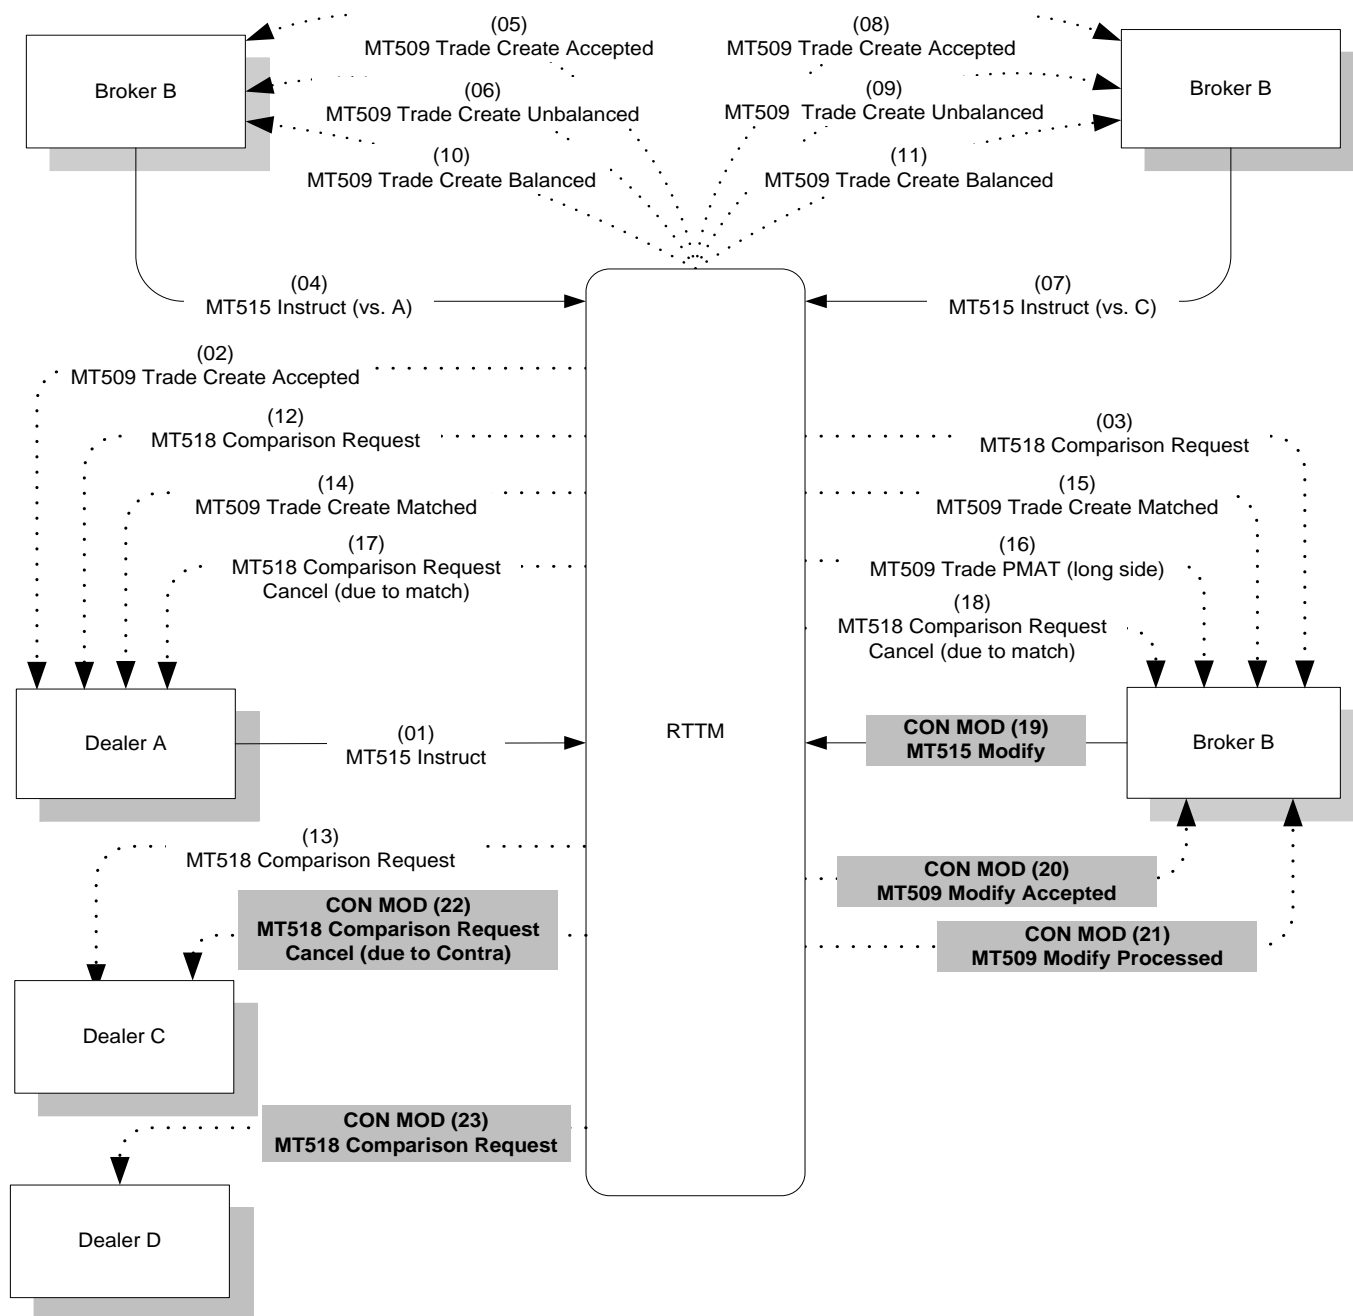 (05)
MT509 Trade Create Accepted
(08)
MT509 Trade Create Accepted
Broker B
Broker B
(06)
MT509 Trade Create Unbalanced
(09)
MT509 Trade Create Unbalanced
(10)
MT509 Trade Create Balanced
(11)
MT509 Trade Create Balanced
(04)
MT515 Instruct (vs. A)
(07)
MT515 Instruct (vs. C)
(02)
MT509 Trade Create Accepted
(12)
MT518 Comparison Request
(03)
MT518 Comparison Request
(14)
MT509 Trade Create Matched
(15)
MT509 Trade Create Matched
(17)
MT518 Comparison Request
Cancel (due to match)
(16)
MT509 Trade PMAT (long side)
(18)
MT518 Comparison Request
Cancel (due to match)
Dealer A
(01)
MT515 Instruct
RTTM
CON MOD (19)
MT515 Modify
Broker B
(13)
MT518 Comparison Request
CON MOD (20)
MT509 Modify Accepted
CON MOD (22)
MT518 Comparison Request
Cancel (due to Contra)
CON MOD (21)
MT509 Modify Processed
Dealer C
CON MOD (23)
MT518 Comparison Request
Dealer D